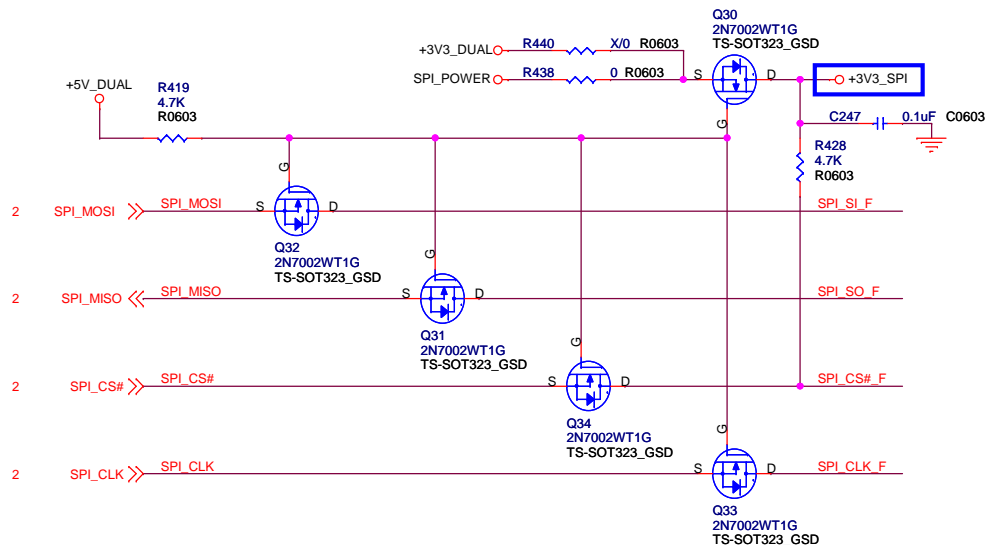 Q30
2N7002WT1G
TS-SOT323_GSD
+3V3_DUAL R440 X/0 R0603
SPI_POWER R438 0 R0603 S D +3V3_SPI
+5V_DUAL
R419
4.7K
R0603
G
C247 0.1uF C0603
R428
4.7K
R0603
G
2 SPI_MOSI SPI_MOSI S D SPI_SI_F
Q32
2N7002WT1G
TS-SOT323_GSD
G
2 SPI_MISO SPI_MISO S D SPI_SO_F
Q31
2N7002WT1G
TS-SOT323_GSD
G
2 SPI_CS# SPI_CS# S D SPI_CS#_F
Q34
2N7002WT1G
TS-SOT323_GSD
G
2 SPI_CLK SPI_CLK S D SPI_CLK_F
Q33
2N7002WT1G
TS-SOT323_GSD